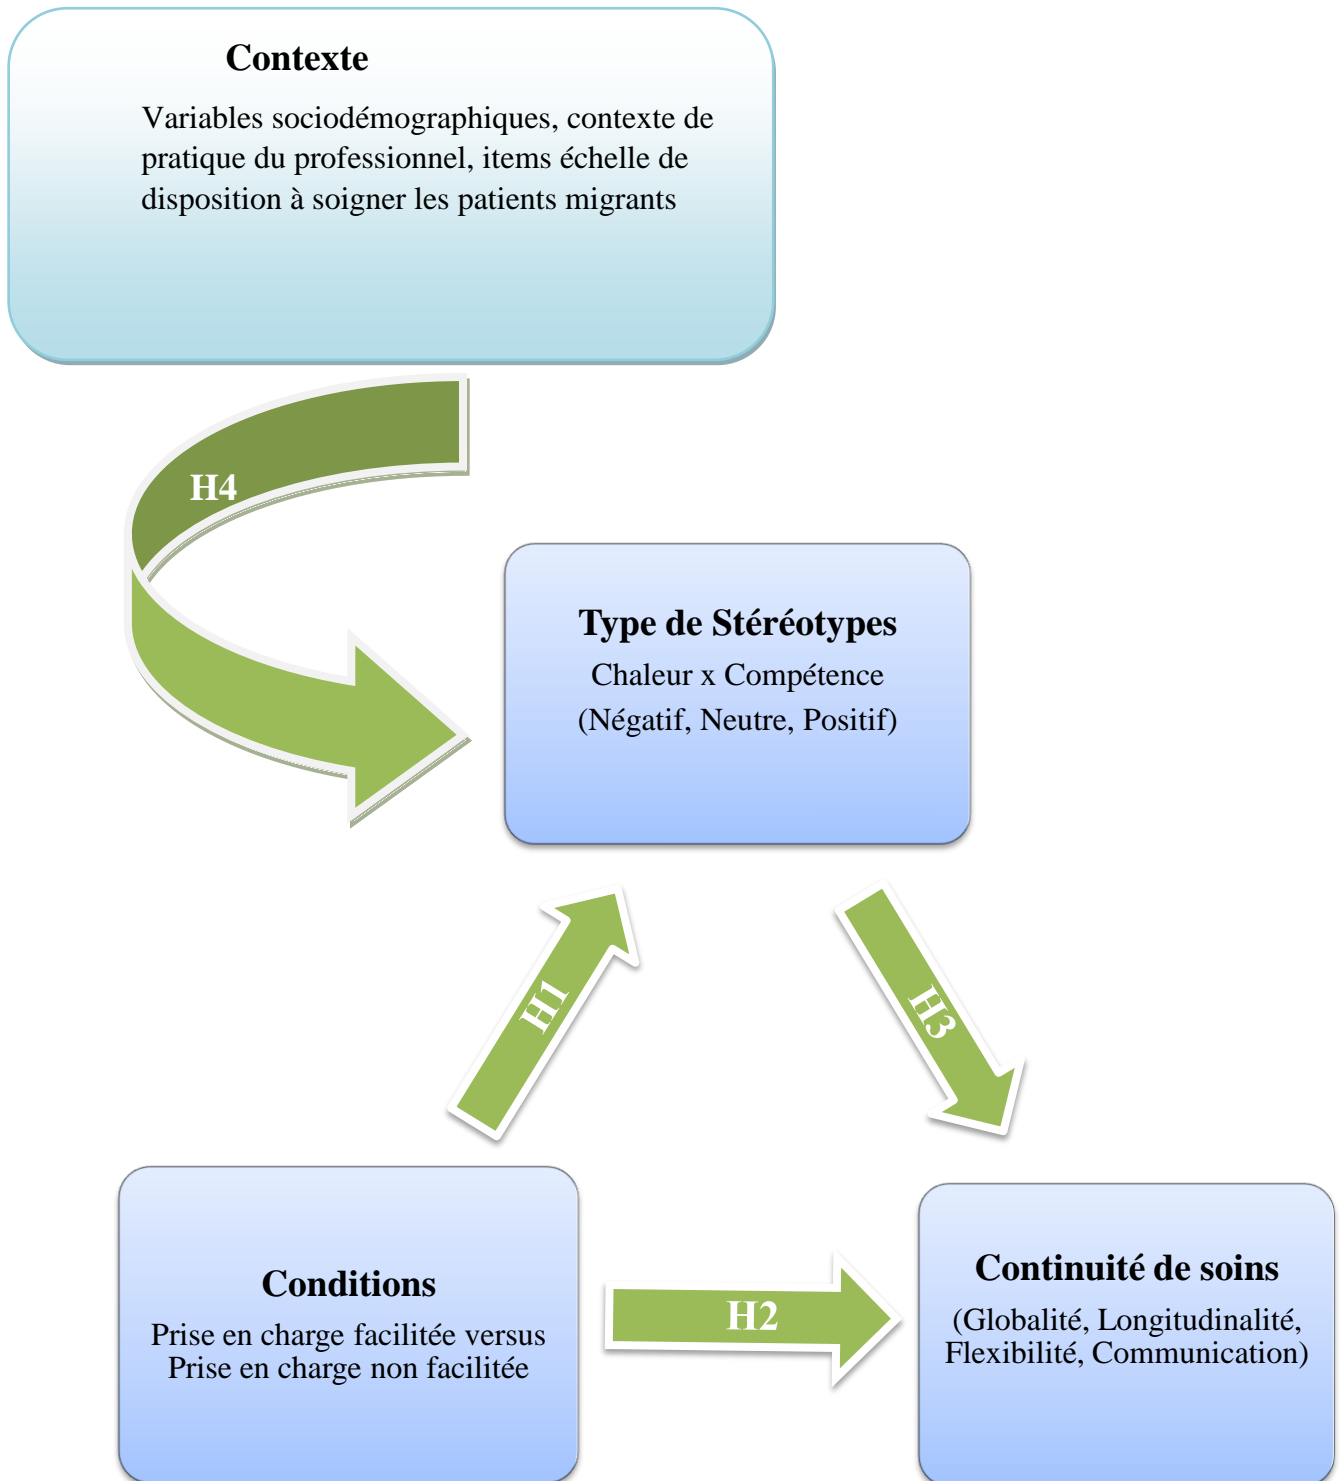 Contexte
Variables sociodémographiques, contexte de
pratique du professionnel, items échelle de
disposition à soigner les patients migrants
H4
Type de Stéréotypes
Chaleur x Compétence
(Négatif, Neutre, Positif)
H1
H3
Conditions
Prise en charge facilitée versus
Prise en charge non facilitée
H2
Continuité de soins
(Globalité, Longitudinalité,
Flexibilité, Communication)